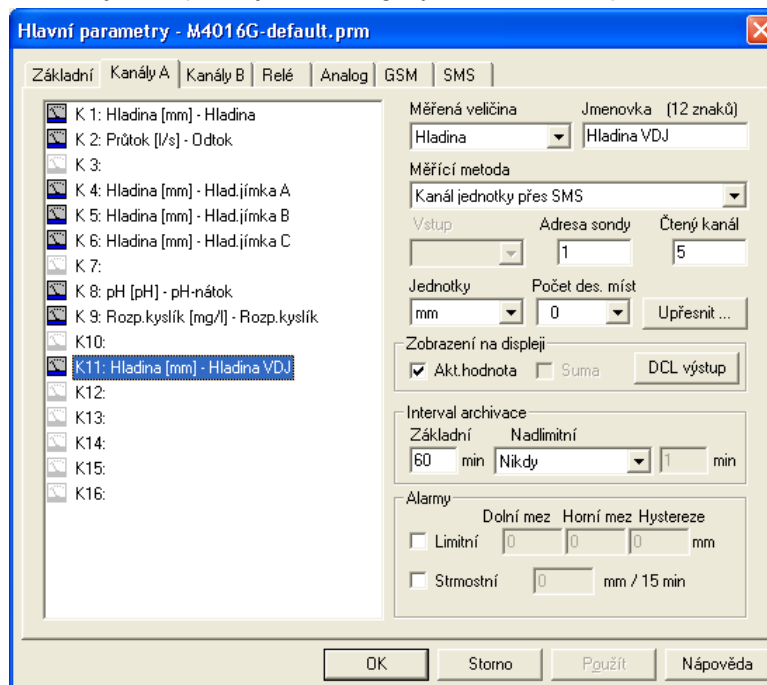 Hlavní parametry - M4016G-default.prm
Základní Kanály A Kanály B Relé Analog GSM SMS
K 1: Hladina [mm] - Hladina
K 2: Průtok [l/s] - Odtok
K 3:
K 4: Hladina [mm] - Hlad.jímka A
K 5: Hladina [mm] - Hlad.jímka B
K 6: Hladina [mm] - Hlad.jímka C
K 7:
K 8: pH [pH] - pH-nátok
K 9: Rozp.kyslík [mg/l] - Rozp.kyslík
K10:
K11: Hladina [mm] - Hladina VDJ
K12:
K13:
K14:
K15:
K16:
Měřená veličina Jmenovka (12 znaků)
Hladina Hladina VDJ
Měřící metoda
Kanál jednotky přes SMS
Vstup Adresa sondy Čtený kanál
1 5
Jednotky Počet des. míst
mm 0 Upřesnit ...
Zobrazení na displeji
Akt.hodnota Suma DCL výstup
Interval archivace
Základní Nadlimitní
60 min Nikdy 1 min
Alarmy
Dolní mez Horní mez Hystereze
Limitní 0 0 0 mm
Strmostní 0 mm / 15 min
OK Storno Použít Nápověda